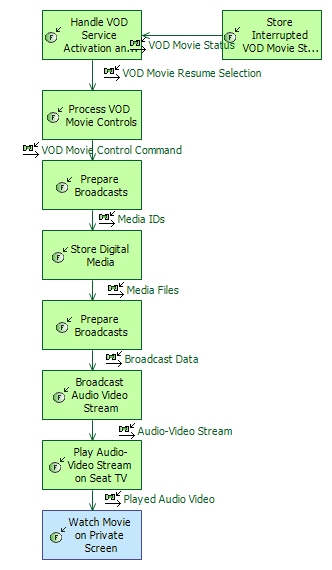 Handle VOD
Service
Activation an...
Store
Interrupted
VOD Movie St...
VOD Movie Status
VOD Movie Resume Selection
Process VOD
Movie Controls
VOD Movie Control Command
Prepare
Broadcasts
Media IDs
Store Digital
Media
Media Files
Prepare
Broadcasts
Broadcast Data
Broadcast
Audio Video
Stream
Audio-Video Stream
Play Audio-
Video Stream
on Seat TV
Played Audio Video
Watch Movie
on Private
Screen